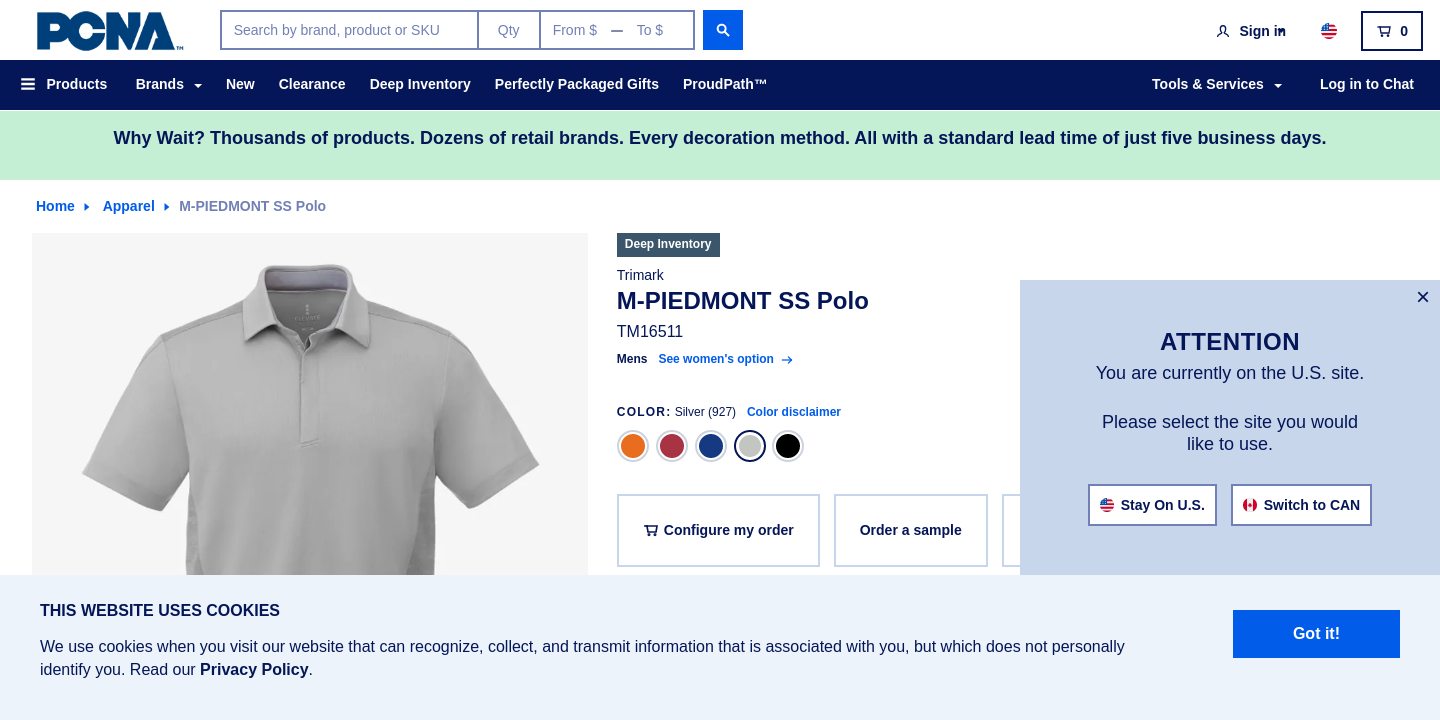 PCNA™
Search by brand, product or SKU
Qty
From $ — To $
Sign in
0
Products
Brands
New
Clearance
Deep Inventory
Perfectly Packaged Gifts
ProudPath™
Tools & Services
Log in to Chat
Why Wait? Thousands of products. Dozens of retail brands. Every decoration method. All with a standard lead time of just five business days.
Home
Apparel
M-PIEDMONT SS Polo
Deep Inventory
Trimark
M-PIEDMONT SS Polo
TM16511
Mens See women's option
COLOR: Silver (927) Color disclaimer
Configure my order
Order a sample
ATTENTION
You are currently on the U.S. site.
Please select the site you would
like to use.
Stay On U.S.
Switch to CAN
THIS WEBSITE USES COOKIES
We use cookies when you visit our website that can recognize, collect, and transmit information that is associated with you, but which does not personally
identify you. Read our Privacy Policy.
Got it!